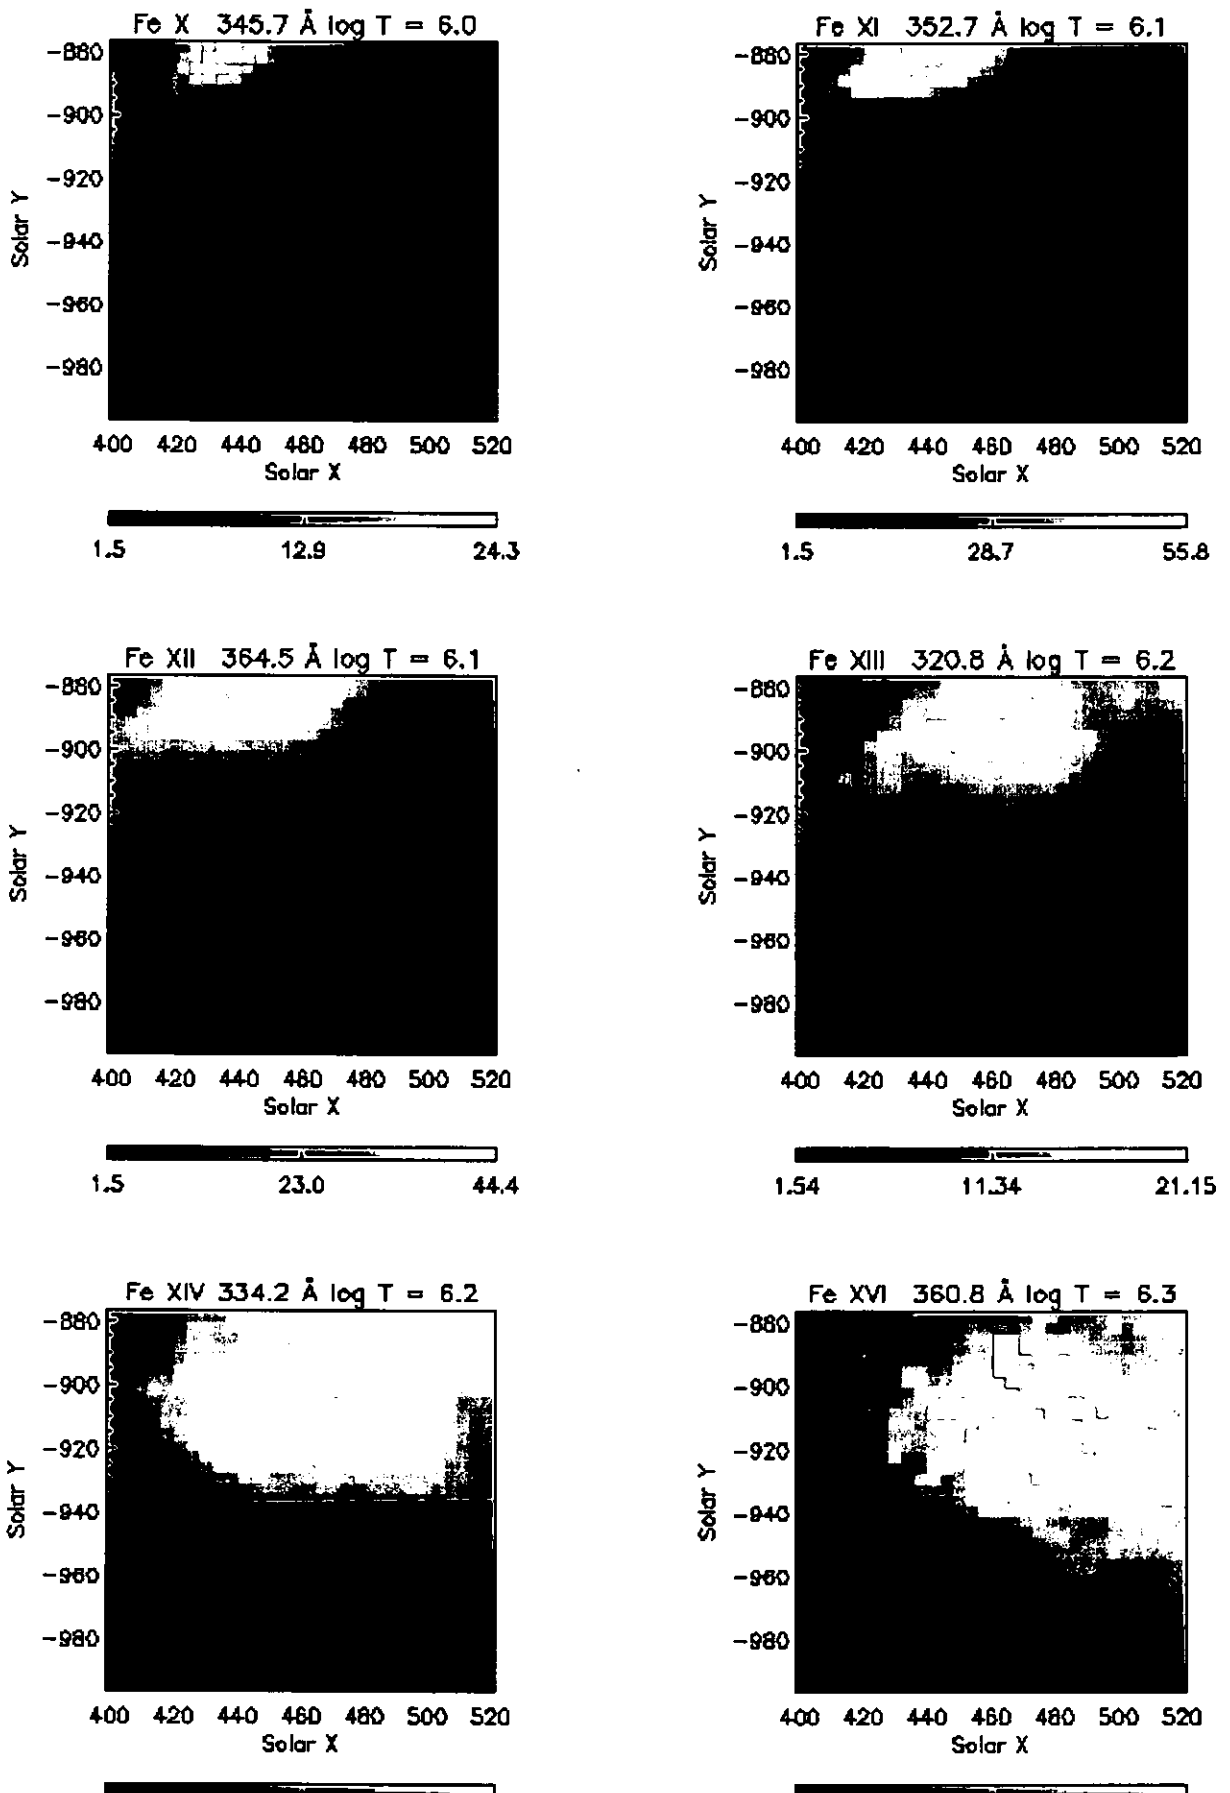 Fe X 345.7 Å log T = 6.0
Solar Y
-880
-900
-920
-940
-960
-980
400 420 440 460 480 500 520
Solar X
1.5 12.9 24.3
Fe XI 352.7 Å log T = 6.1
Solar Y
-880
-900
-920
-940
-960
-980
400 420 440 460 480 500 520
Solar X
1.5 28.7 55.8
Fe XII 364.5 Å log T = 6.1
Solar Y
-880
-900
-920
-940
-960
-980
400 420 440 460 480 500 520
Solar X
1.5 23.0 44.4
Fe XIII 320.8 Å log T = 6.2
Solar Y
-880
-900
-920
-940
-960
-980
400 420 440 460 480 500 520
Solar X
1.54 11.34 21.15
Fe XIV 334.2 Å log T = 6.2
Solar Y
-880
-900
-920
-940
-960
-980
400 420 440 460 480 500 520
Solar X
Fe XVI 360.8 Å log T = 6.3
Solar Y
-880
-900
-920
-940
-960
-980
400 420 440 460 480 500 520
Solar X